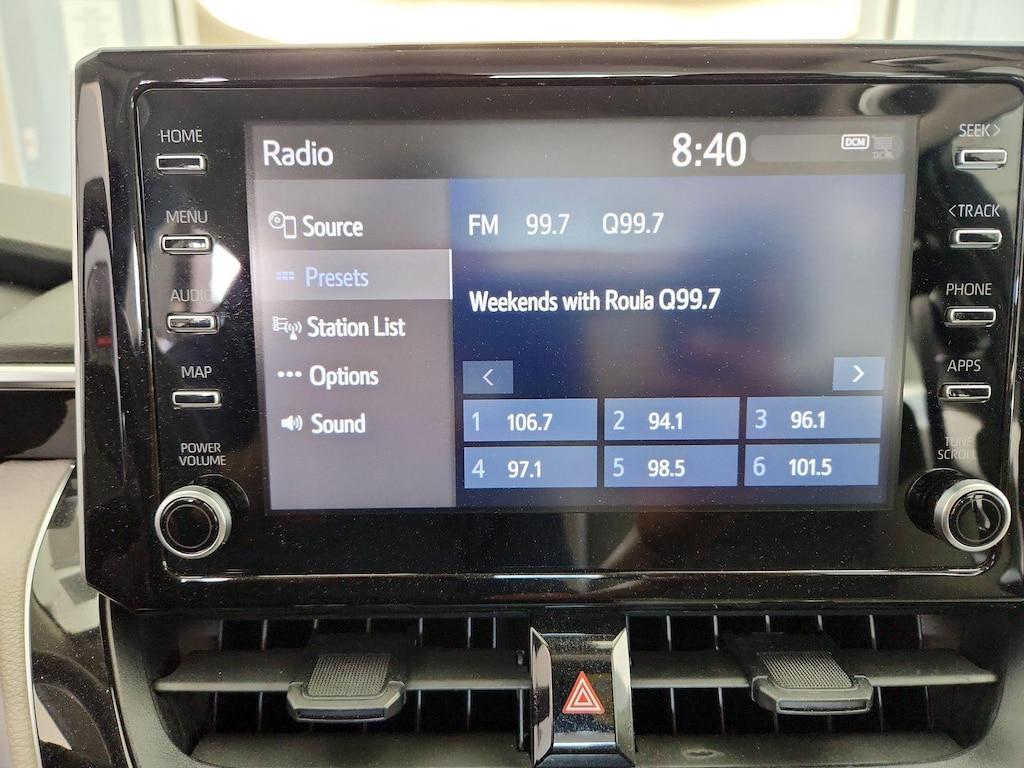 HOME
MENU
AUDIO
MAP
POWER
VOLUME
Radio
8:40
DCM
DCM
Source
Presets
Station List
Options
Sound
FM 99.7 Q99.7
Weekends with Roula Q99.7
<
>
1 106.7
2 94.1
3 96.1
4 97.1
5 98.5
6 101.5
SEEK>
<TRACK
PHONE
APPS
TUNE
SCROLL